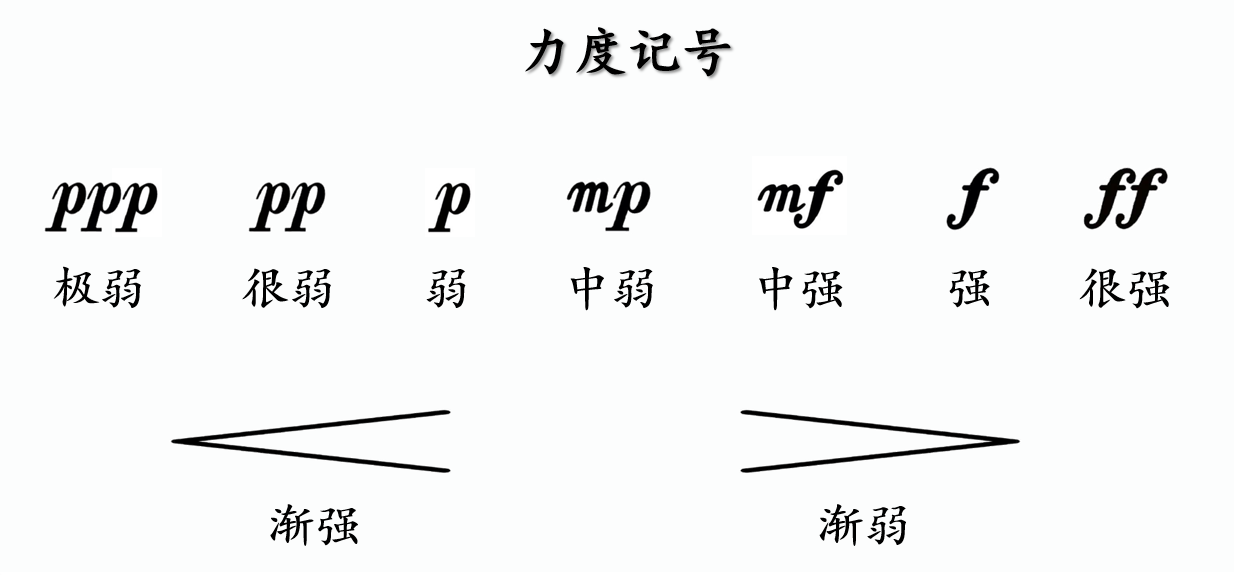 力度记号
ppp pp p mp mf f ff
极弱 很弱 弱 中弱 中强 强 很强
渐强 渐弱